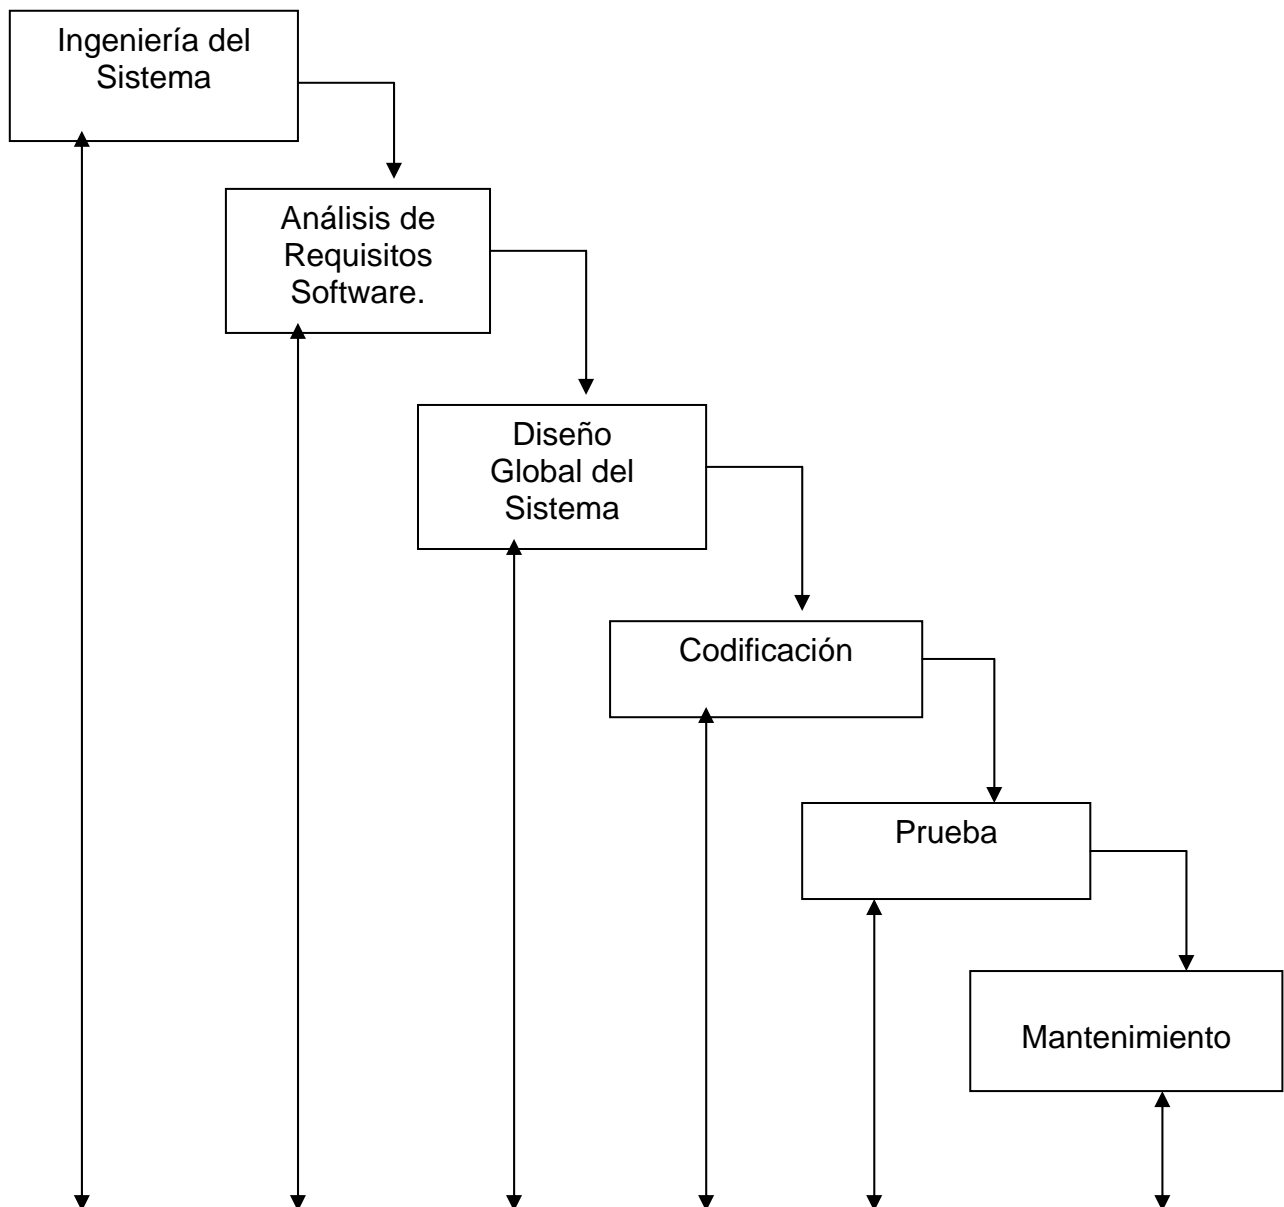 Ingeniería del
Sistema
Análisis de
Requisitos
Software.
Diseño
Global del
Sistema
Codificación
Prueba
Mantenimiento